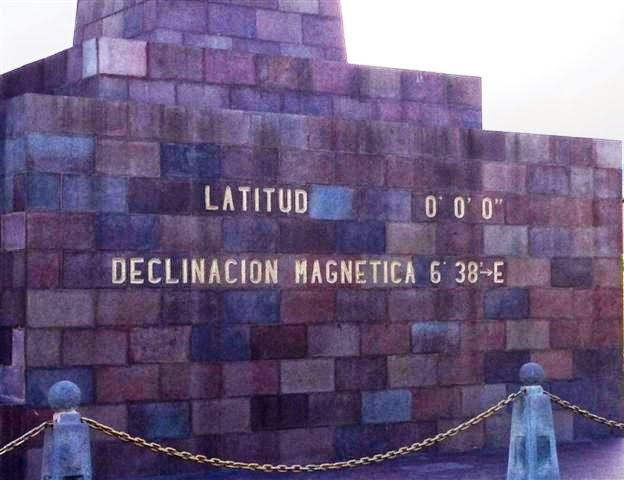 LATITUD 0° 0' 0"
DECLINACION MAGNETICA 6° 38'→E